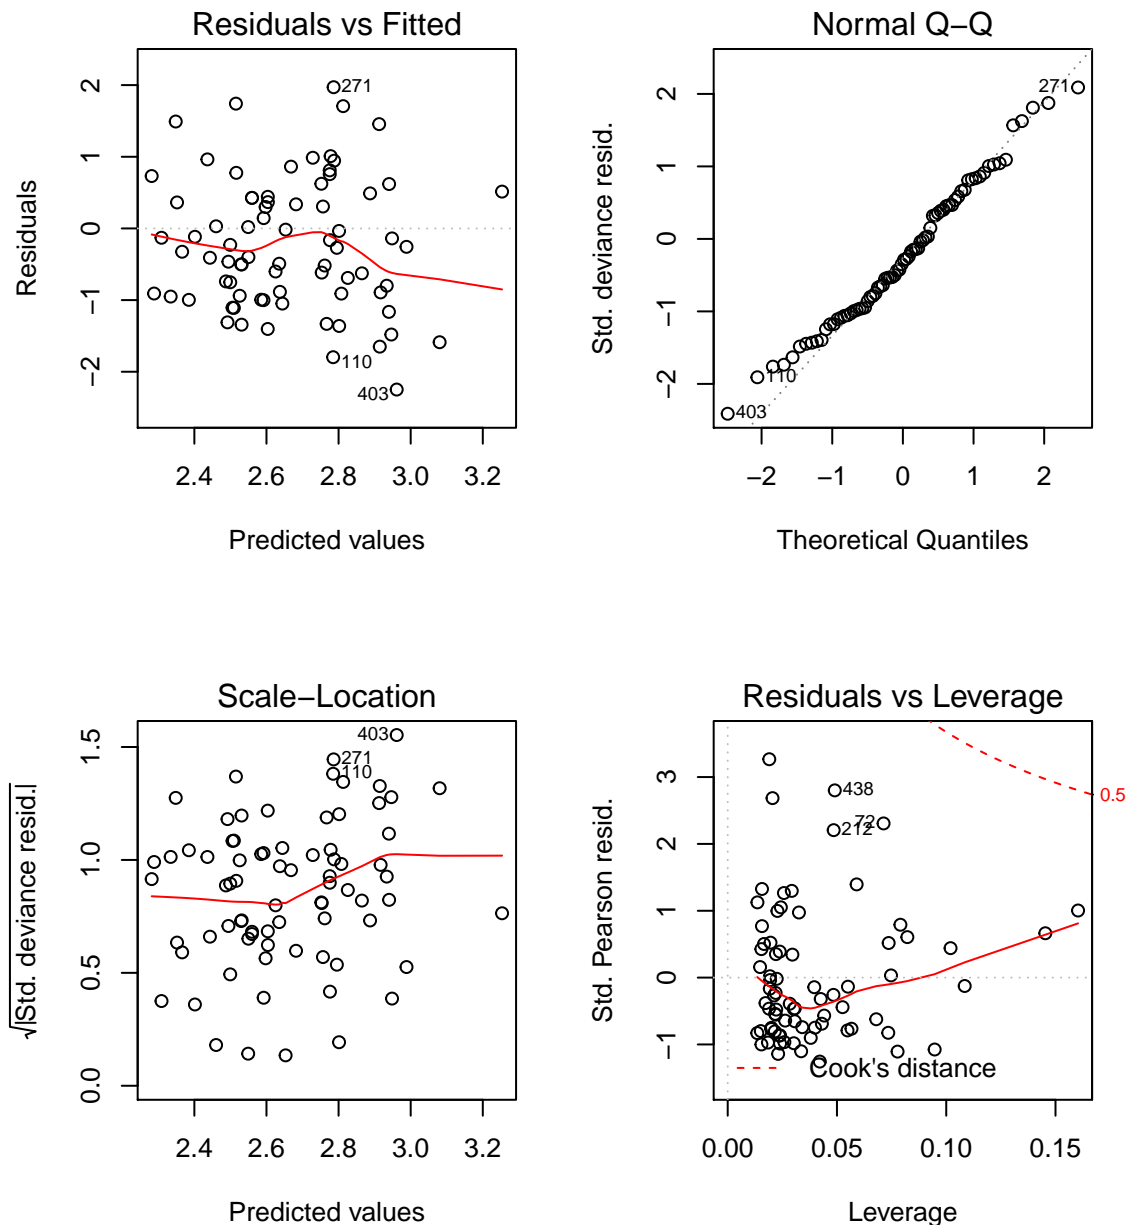 Residuals vs Fitted
Residuals
−2 −1 0 1 2
271
110
403
2.4 2.6 2.8 3.0 3.2
Predicted values
Normal Q−Q
Std. deviance resid.
−2 −1 0 1 2
271
110
403
−2 −1 0 1 2
Theoretical Quantiles
Scale−Location
√|Std. deviance resid.|
0.0 0.5 1.0 1.5
403
271
110
2.4 2.6 2.8 3.0 3.2
Predicted values
Residuals vs Leverage
Std. Pearson resid.
−1 0 1 2 3
438
72
212
0.5
Cook's distance
0.00 0.05 0.10 0.15
Leverage